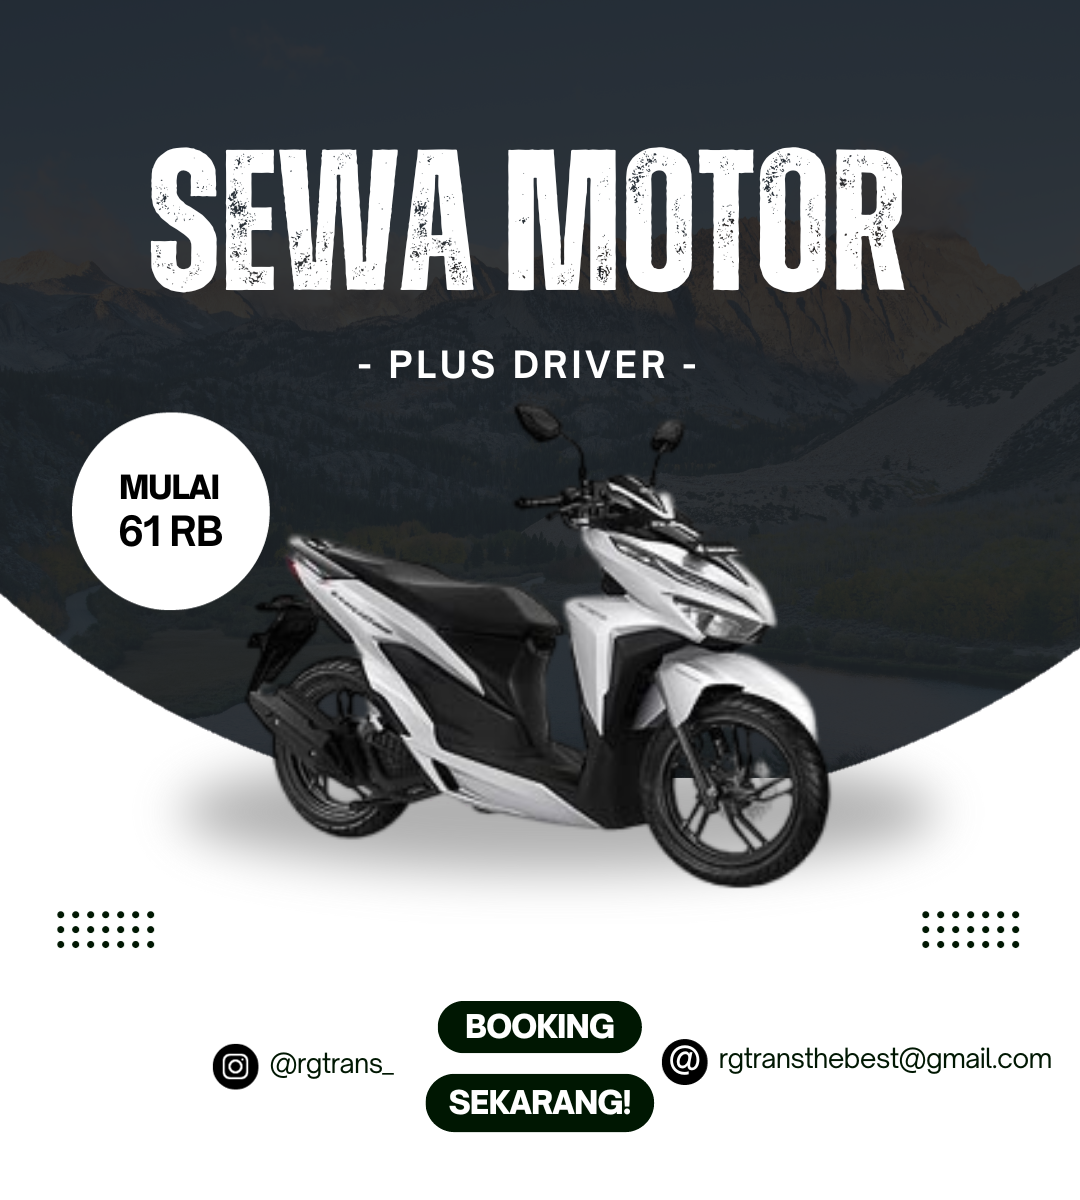 SEWA MOTOR
- PLUS DRIVER -
MULAI
61 RB
BOOKING
@rgtrans_
rgtransthebest@gmail.com
SEKARANG!